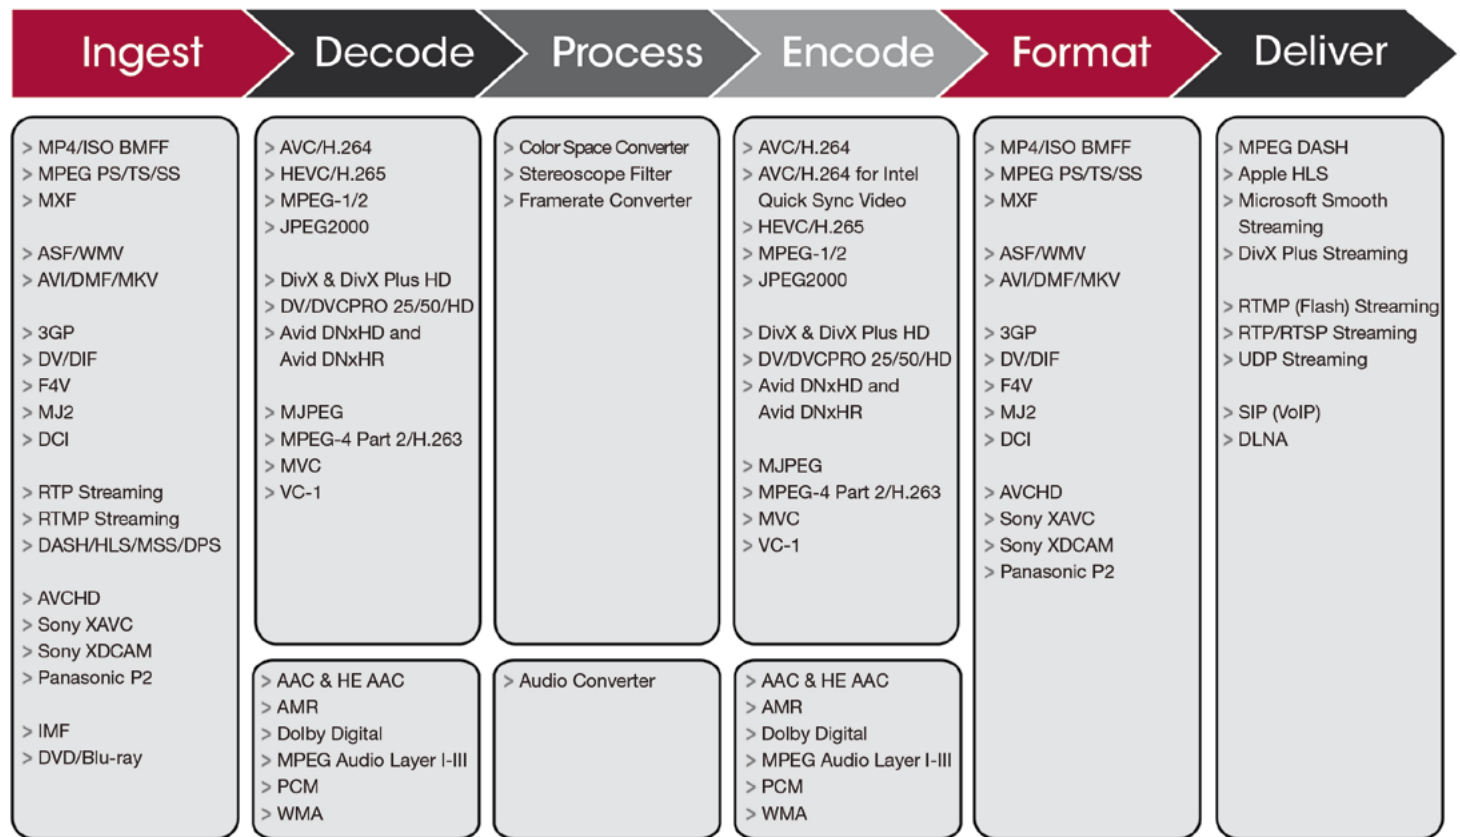 Ingest
Decode
Process
Encode
Format
Deliver
> MP4/ISO BMFF
> MPEG PS/TS/SS
> MXF
> ASF/WMV
> AVI/DMF/MKV
> 3GP
> DV/DIF
> F4V
> MJ2
> DCI
> RTP Streaming
> RTMP Streaming
> DASH/HLS/MSS/DPS
> AVCHD
> Sony XAVC
> Sony XDCAM
> Panasonic P2
> IMF
> DVD/Blu-ray
> AVC/H.264
> HEVC/H.265
> MPEG-1/2
> JPEG2000
> DivX & DivX Plus HD
> DV/DVCPRO 25/50/HD
> Avid DNxHD and
Avid DNxHR
> MJPEG
> MPEG-4 Part 2/H.263
> MVC
> VC-1
> AAC & HE AAC
> AMR
> Dolby Digital
> MPEG Audio Layer I-III
> PCM
> WMA
> Color Space Converter
> Stereoscope Filter
> Framerate Converter
> Audio Converter
> AVC/H.264
> AVC/H.264 for Intel
Quick Sync Video
> HEVC/H.265
> MPEG-1/2
> JPEG2000
> DivX & DivX Plus HD
> DV/DVCPRO 25/50/HD
> Avid DNxHD and
Avid DNxHR
> MJPEG
> MPEG-4 Part 2/H.263
> MVC
> VC-1
> AAC & HE AAC
> AMR
> Dolby Digital
> MPEG Audio Layer I-III
> PCM
> WMA
> MP4/ISO BMFF
> MPEG PS/TS/SS
> MXF
> ASF/WMV
> AVI/DMF/MKV
> 3GP
> DV/DIF
> F4V
> MJ2
> DCI
> AVCHD
> Sony XAVC
> Sony XDCAM
> Panasonic P2
> MPEG DASH
> Apple HLS
> Microsoft Smooth
Streaming
> DivX Plus Streaming
> RTMP (Flash) Streaming
> RTP/RTSP Streaming
> UDP Streaming
> SIP (VoIP)
> DLNA